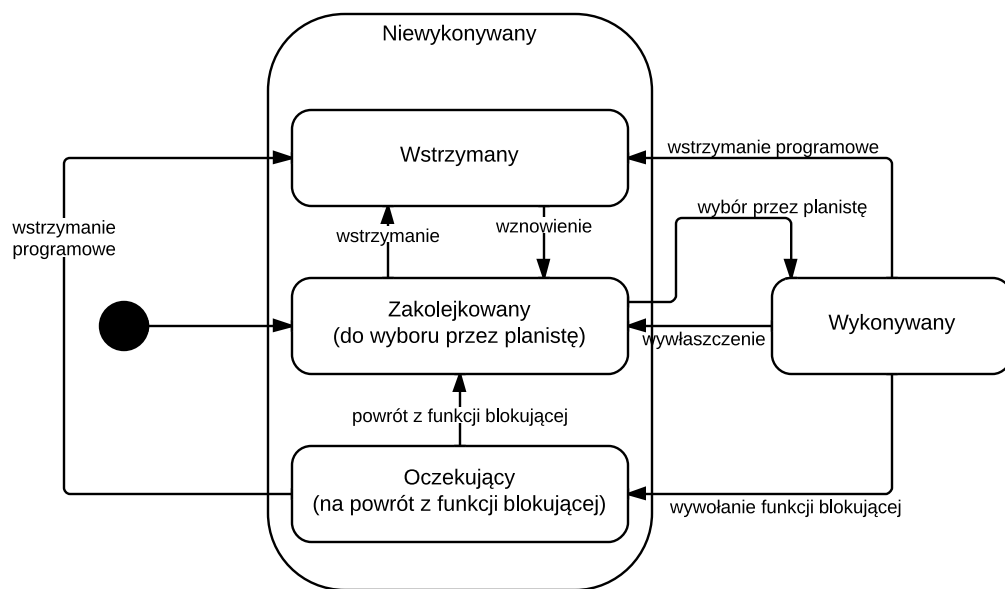 Niewykonywany
Wstrzymany
wstrzymanie programowe
wstrzymanie
programowe
wybór przez planistę
wstrzymanie
wznowienie
Zakolejkowany
(do wyboru przez planistę)
Wykonywany
wywłaszczenie
powrót z funkcji blokującej
Oczekujący
(na powrót z funkcji blokującej)
wywołanie funkcji blokującej